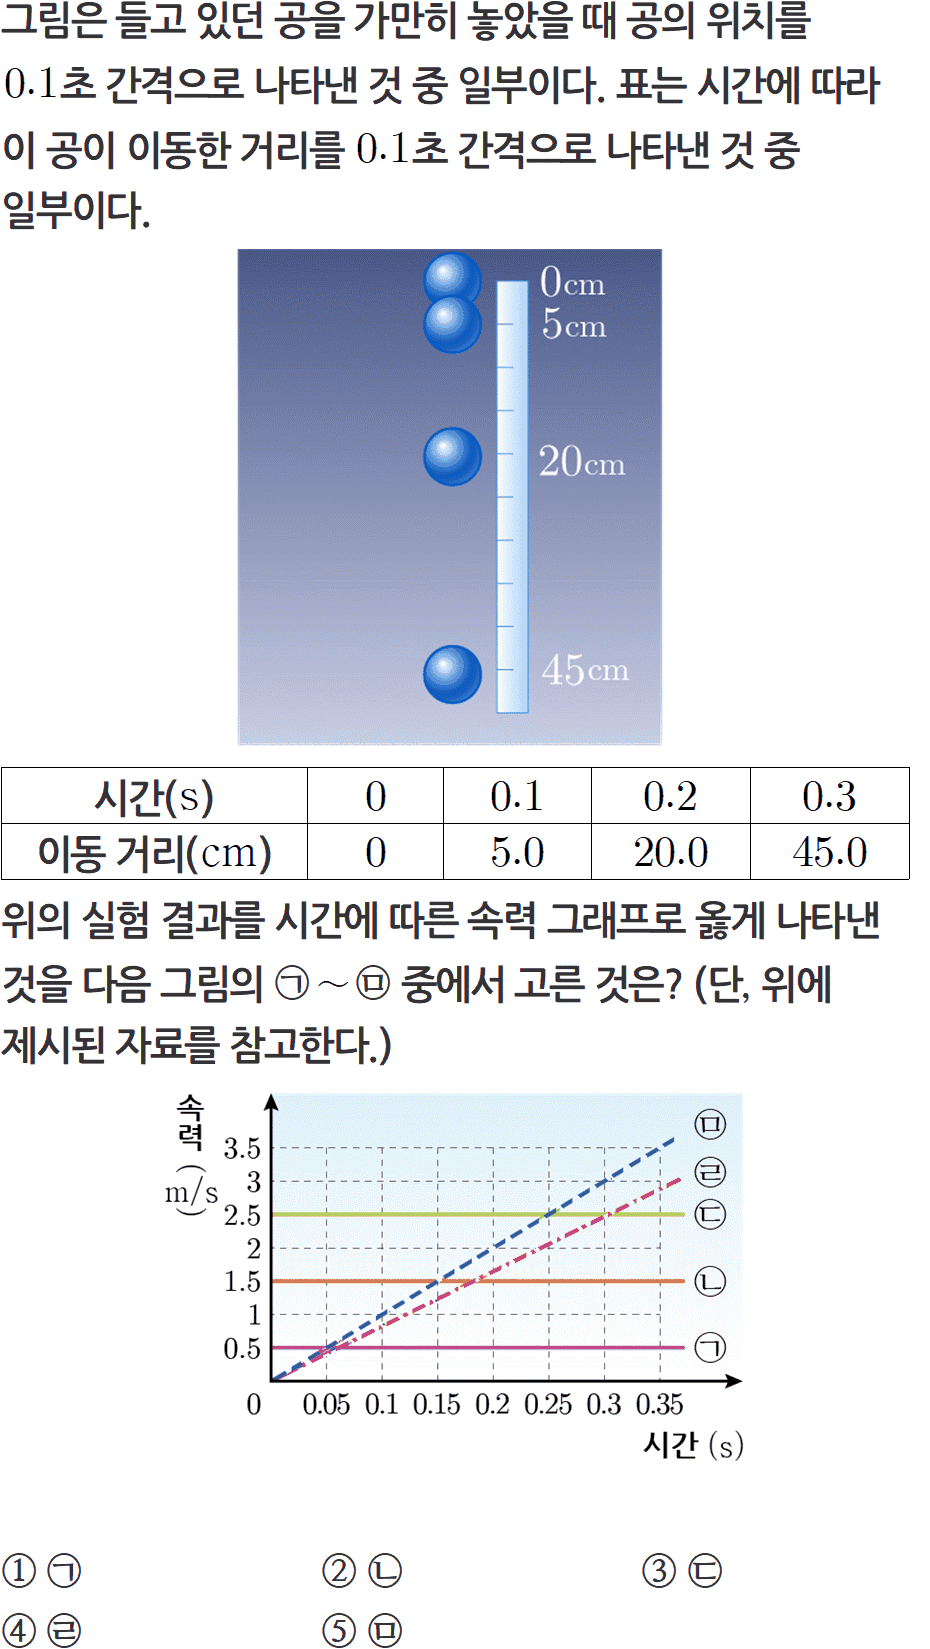 그림은 들고 있던 공을 가만히 놓았을 때 공의 위치를
0.1초 간격으로 나타낸 것 중 일부이다. 표는 시간에 따라
이 공이 이동한 거리를 0.1초 간격으로 나타낸 것 중
일부이다.
0cm
5cm
20cm
45cm
시간(s) 0 0.1 0.2 0.3
이동 거리(cm) 0 5.0 20.0 45.0
위의 실험 결과를 시간에 따른 속력 그래프로 옳게 나타낸
것을 다음 그림의 ㉠~㉤ 중에서 고른 것은? (단, 위에
제시된 자료를 참고한다.)
속력 (m/s)
3.5
3
2.5
2
1.5
1
0.5
㉤
㉣
㉢
㉡
㉠
0 0.05 0.1 0.15 0.2 0.25 0.3 0.35
시간 (s)
① ㉠ ② ㉡ ③ ㉢
④ ㉣ ⑤ ㉤